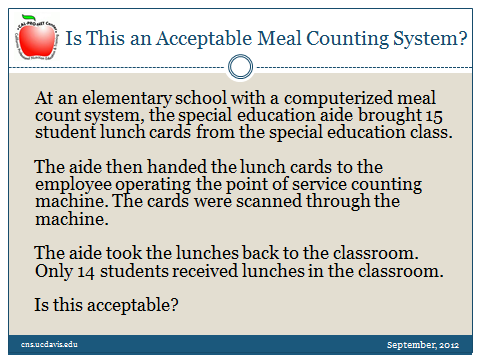 Is This an Acceptable Meal Counting System?
At an elementary school with a computerized meal
count system, the special education aide brought 15
student lunch cards from the special education class.
The aide then handed the lunch cards to the
employee operating the point of service counting
machine. The cards were scanned through the
machine.
The aide took the lunches back to the classroom.
Only 14 students received lunches in the classroom.
Is this acceptable?
cns.ucdavis.edu
September, 2012